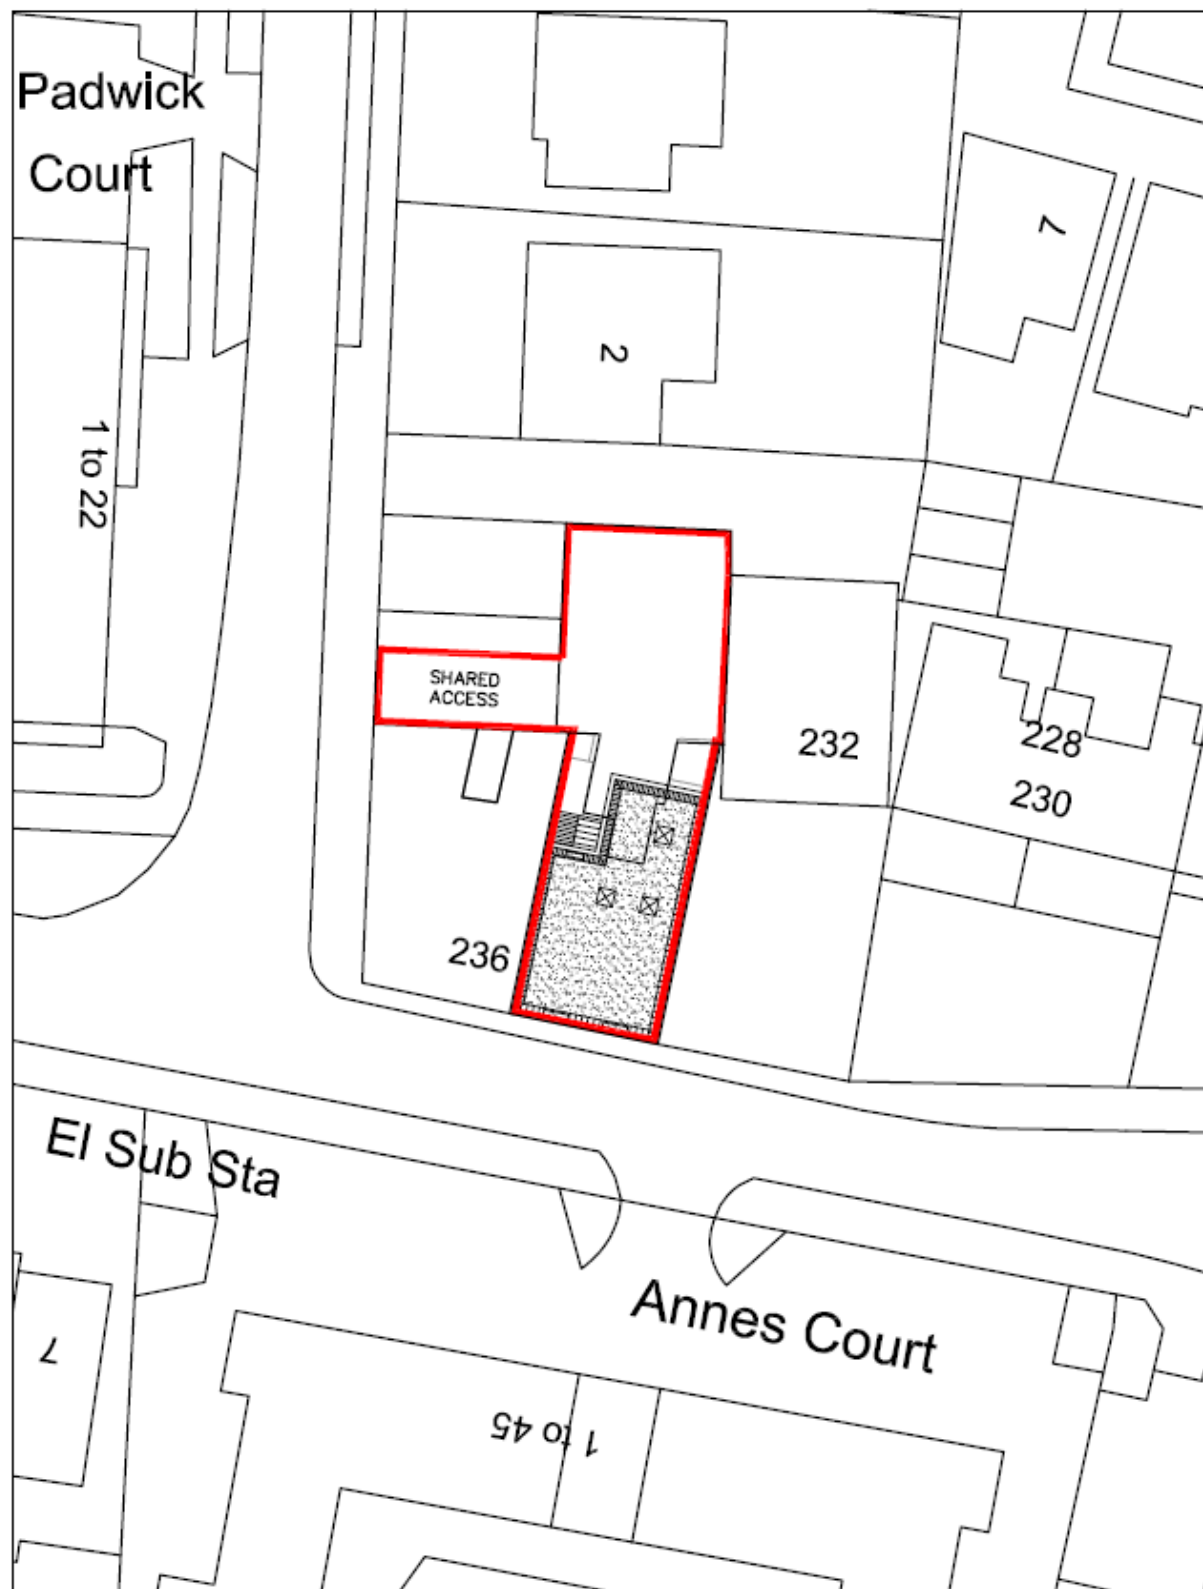 Padwick
Court
7
2
1 to 22
SHARED
ACCESS
232
228
230
236
El Sub Sta
Annes Court
7
1 to 45